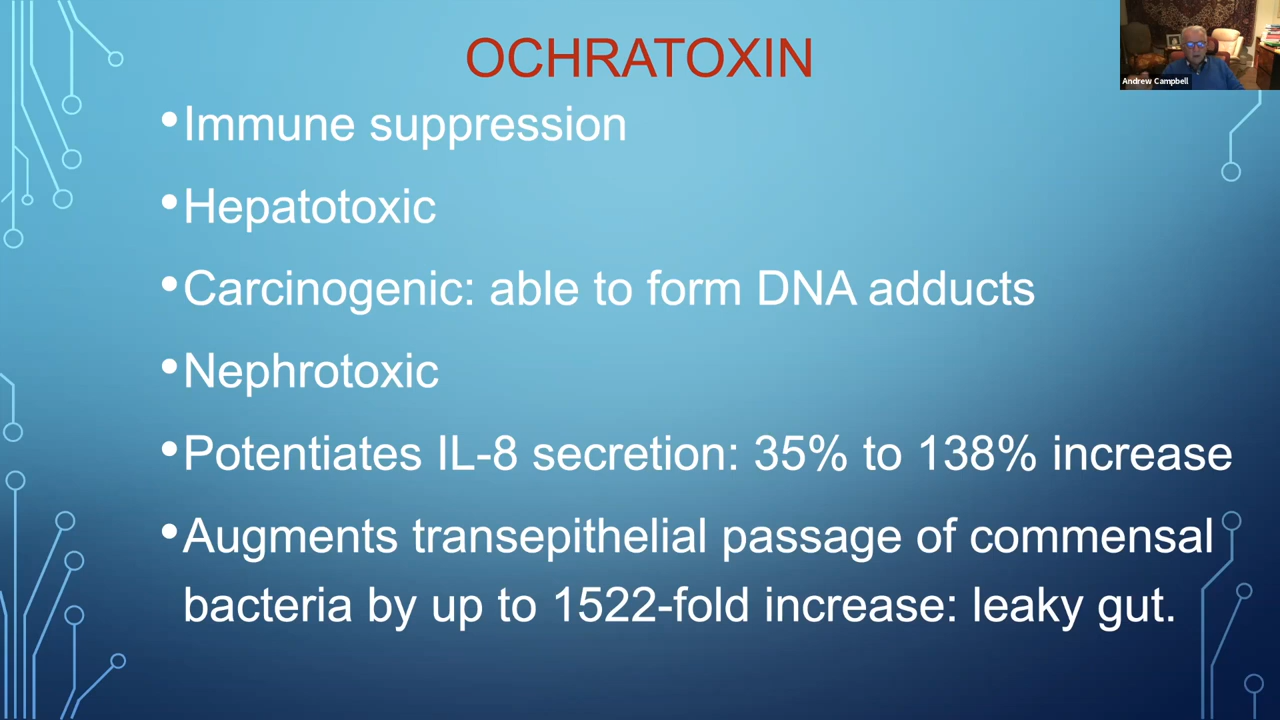 OCHRATOXIN
Andrew Campbell
•Immune suppression
•Hepatotoxic
•Carcinogenic: able to form DNA adducts
•Nephrotoxic
•Potentiates IL-8 secretion: 35% to 138% increase
•Augments transepithelial passage of commensal
bacteria by up to 1522-fold increase: leaky gut.